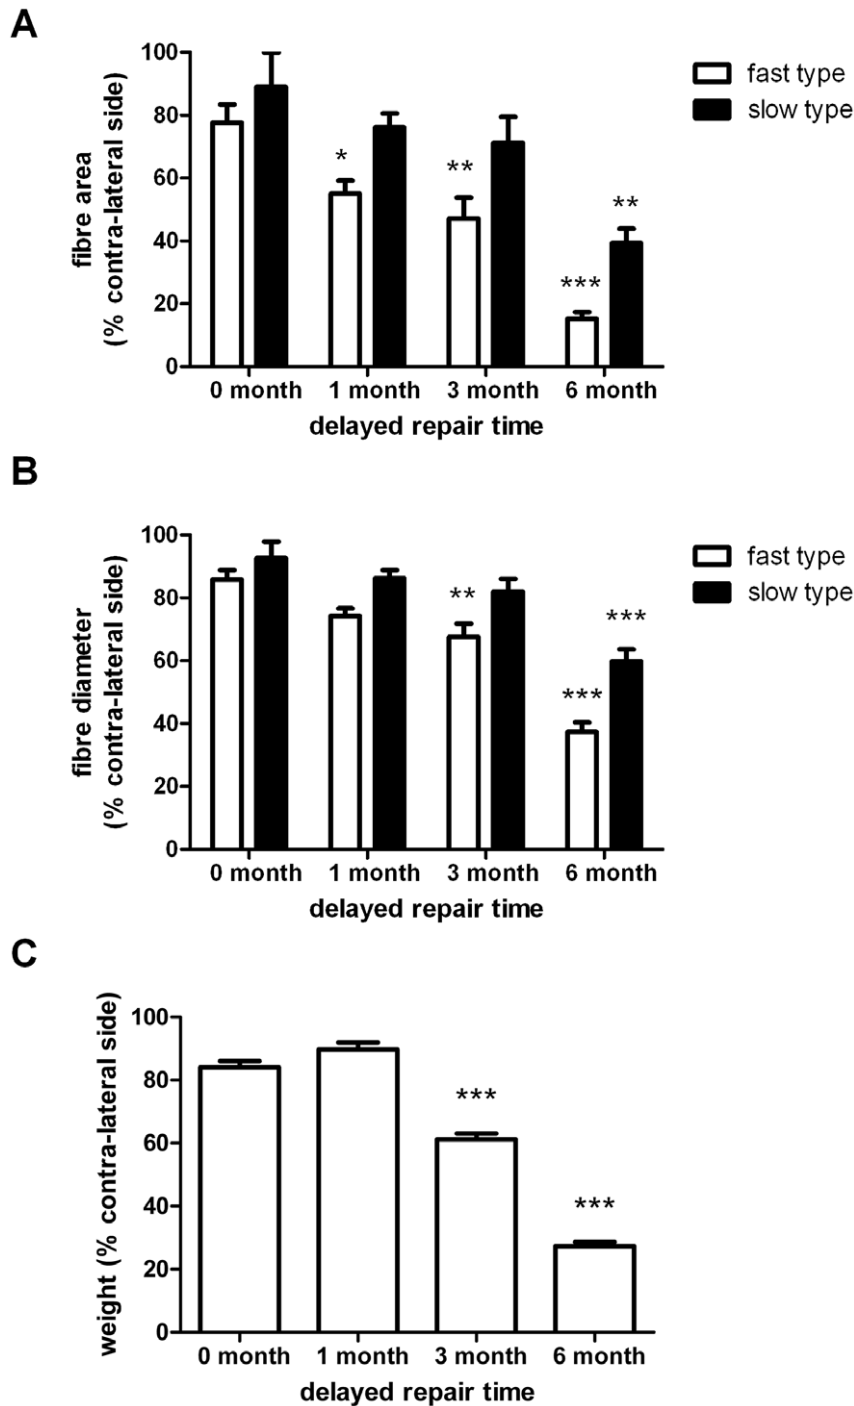 A
fibre area
(% contra-lateral side)
100
80
60
40
20
0
* ** *** **
fast type
slow type
0 month 1 month 3 month 6 month
delayed repair time
B
fibre diameter
(% contra-lateral side)
100
80
60
40
20
0
** *** ***
fast type
slow type
0 month 1 month 3 month 6 month
delayed repair time
C
weight (% contra-lateral side)
100
80
60
40
20
0
*** ***
0 month 1 month 3 month 6 month
delayed repair time